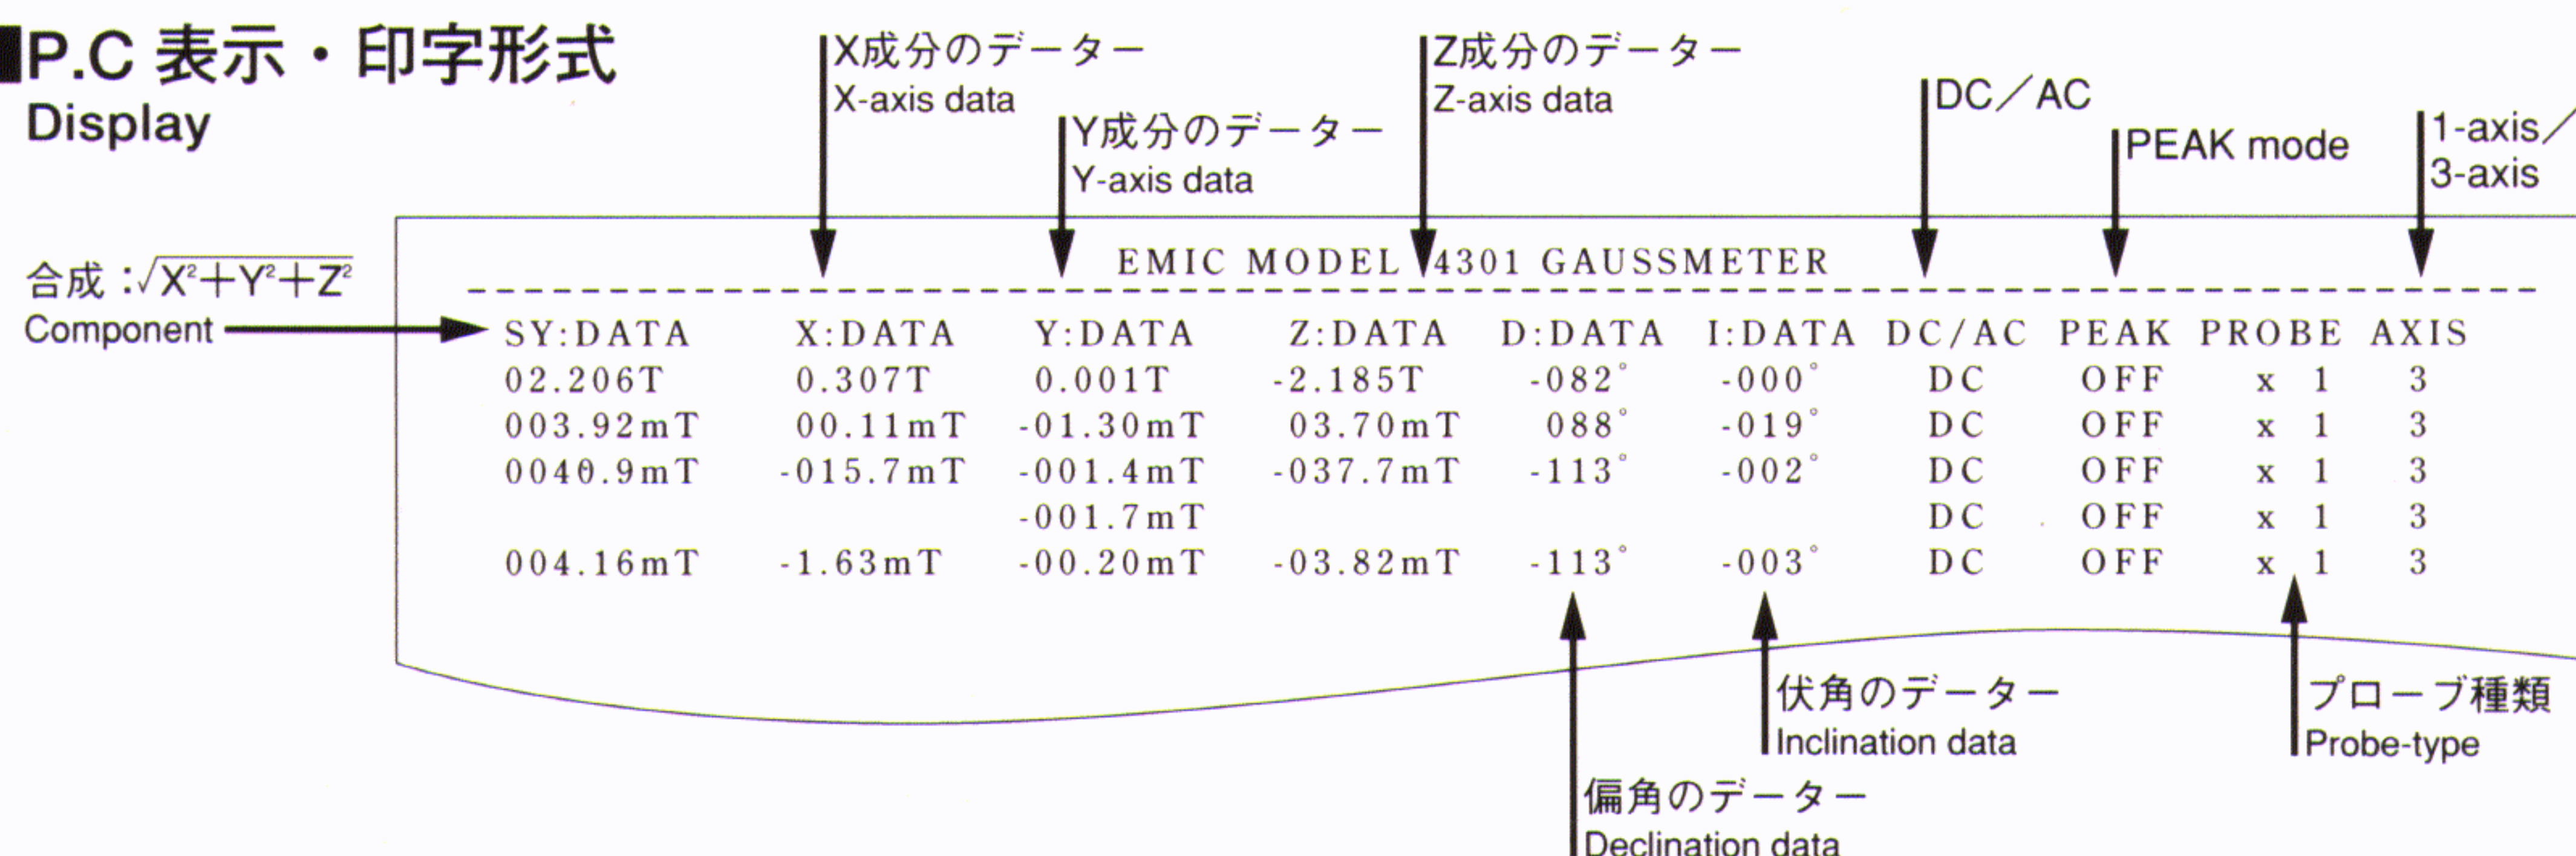 ■P.C 表示・印字形式
Display
X成分のデーター
X-axis data
Y成分のデーター
Y-axis data
Z成分のデーター
Z-axis data
DC／AC
PEAK mode
1-axis／
3-axis
合成：√X²＋Y²＋Z²
Component
EMIC MODEL 4301 GAUSSMETER
SY:DATA X:DATA Y:DATA Z:DATA D:DATA I:DATA DC/AC PEAK PROBE AXIS
02.206T 0.307T 0.001T -2.185T -082° -000° DC OFF x 1 3
003.92mT 00.11mT -01.30mT 03.70mT 088° -019° DC OFF x 1 3
0040.9mT -015.7mT -001.4mT -037.7mT -113° -002° DC OFF x 1 3
-001.7mT DC OFF x 1 3
004.16mT -1.63mT -00.20mT -03.82mT -113° -003° DC OFF x 1 3
伏角のデーター
Inclination data
プローブ種類
Probe-type
偏角のデーター
Declination data